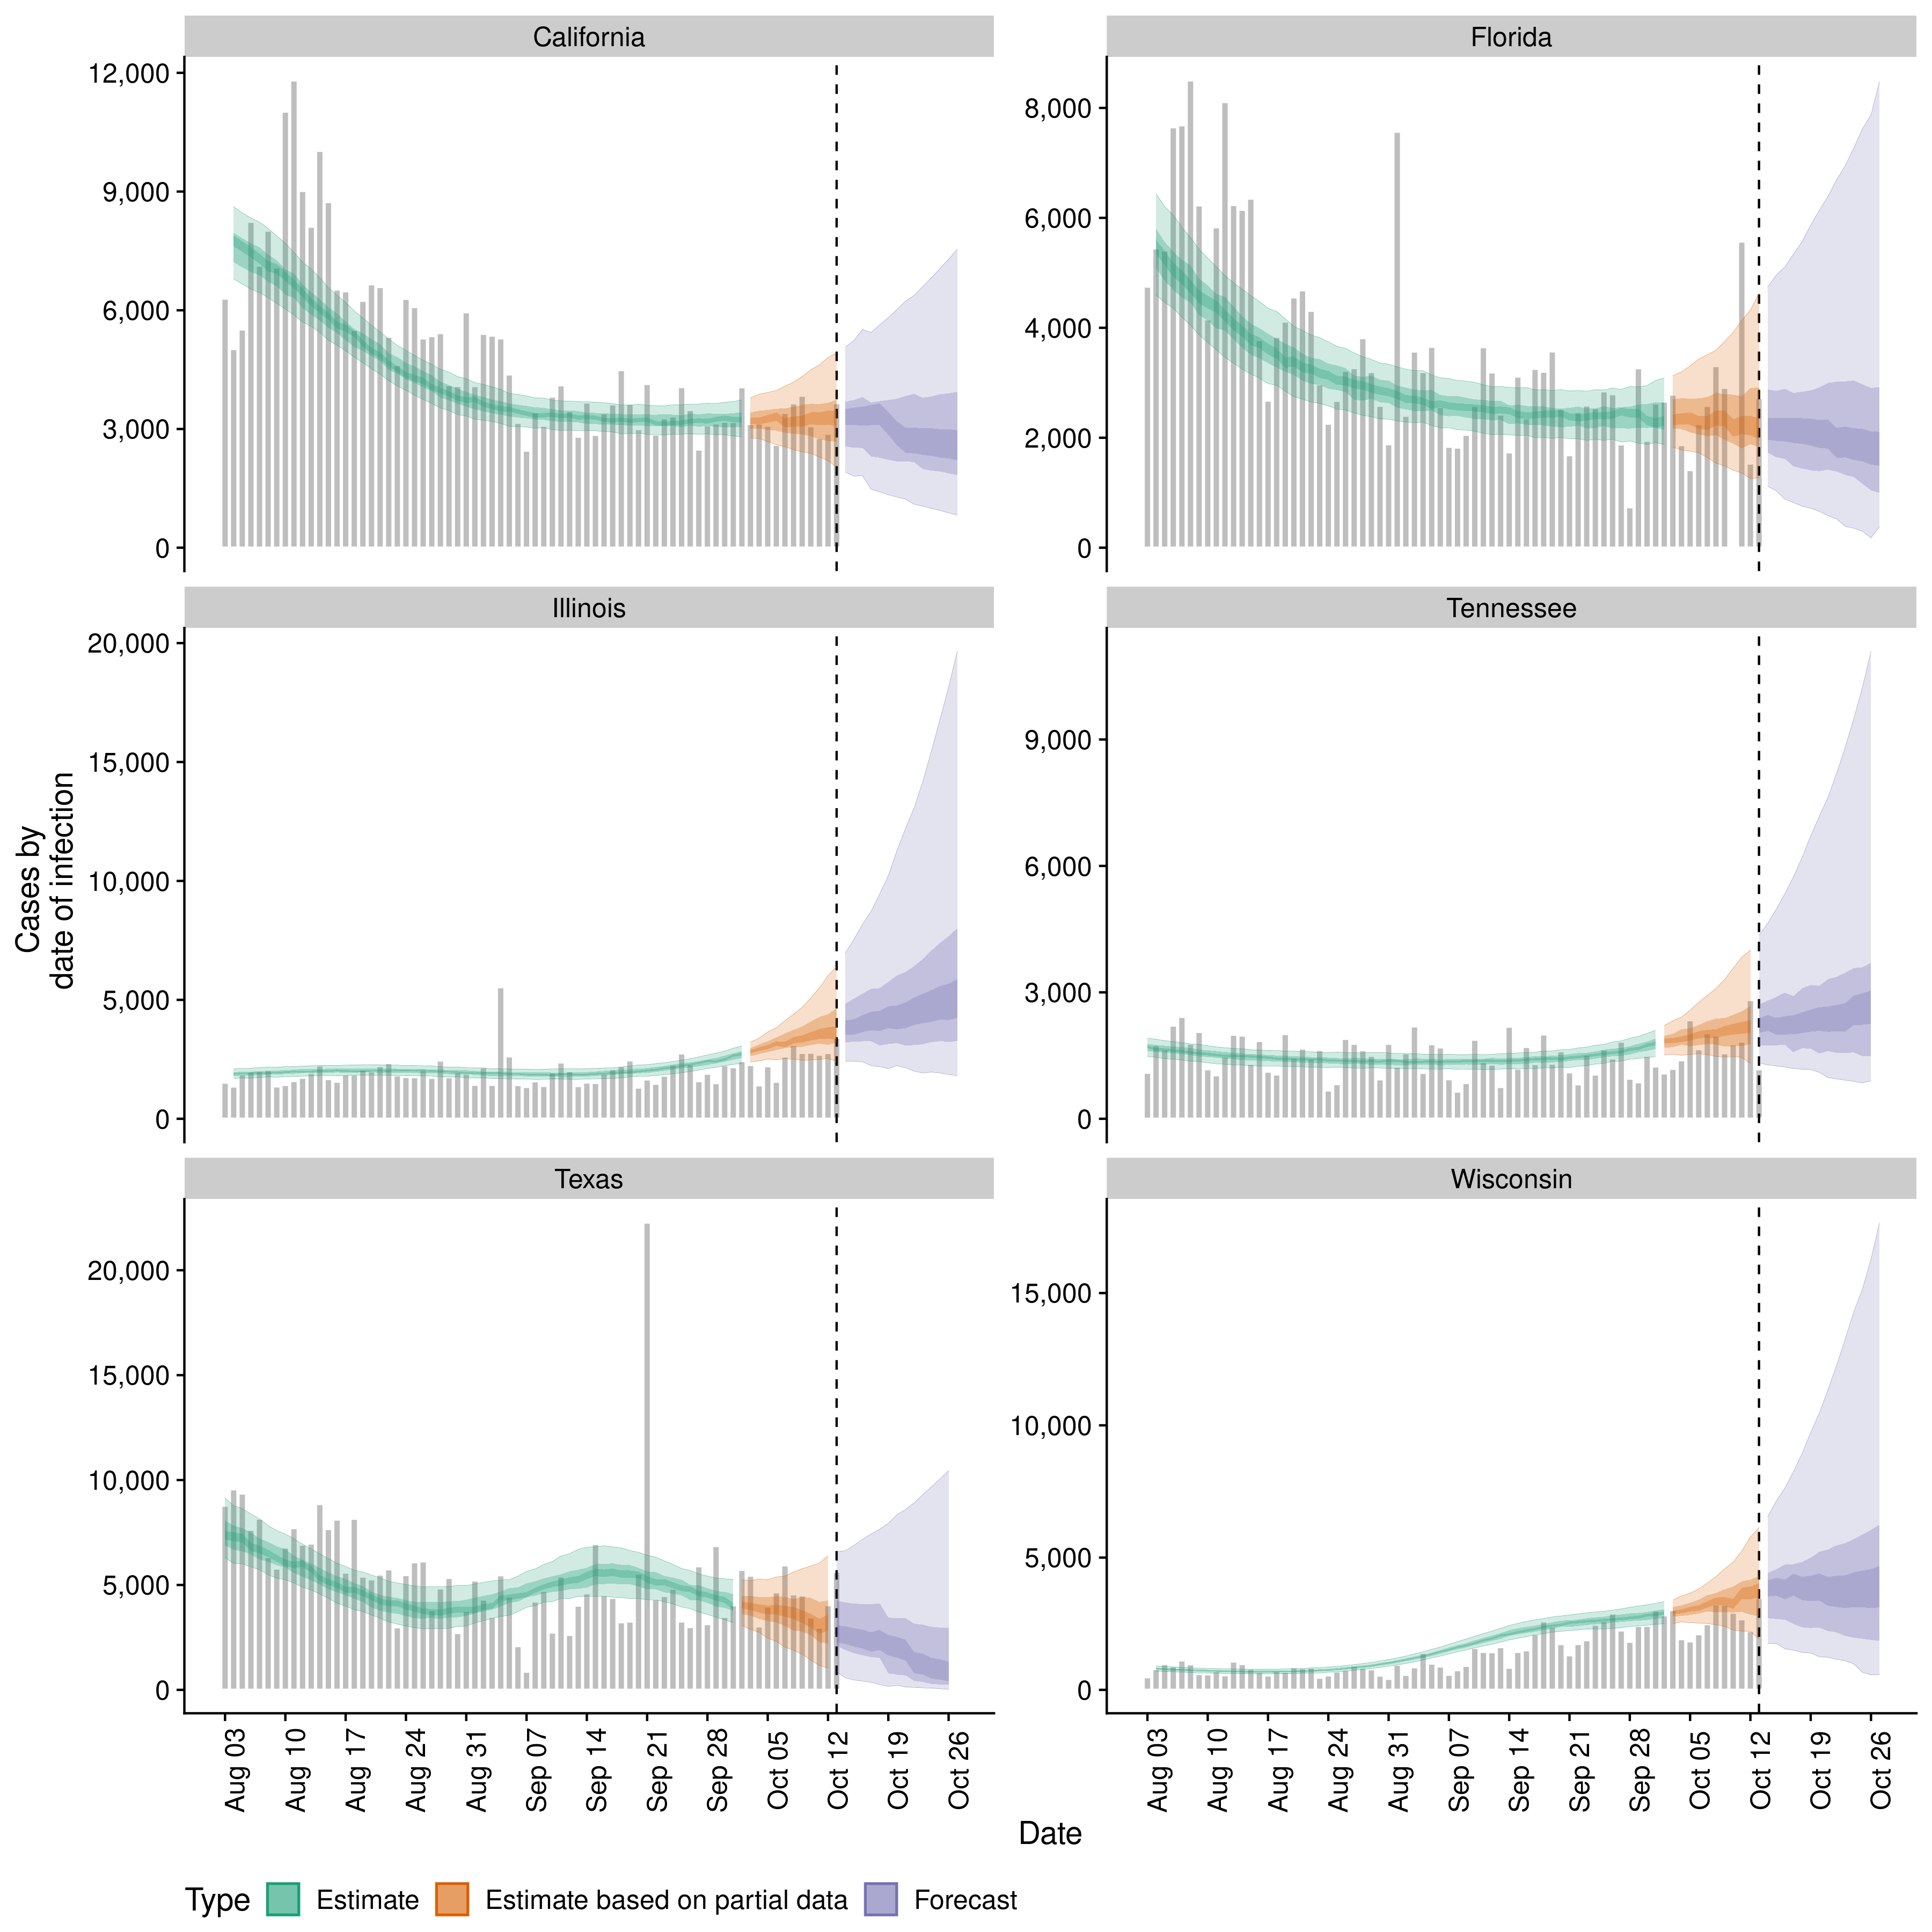 California
Florida
12,000
9,000
6,000
3,000
0
8,000
6,000
4,000
2,000
0
Illinois
Tennessee
20,000
15,000
10,000
5,000
0
9,000
6,000
3,000
0
Texas
Wisconsin
20,000
15,000
10,000
5,000
0
15,000
10,000
5,000
0
Cases by
date of infection
Aug 03
Aug 10
Aug 17
Aug 24
Aug 31
Sep 07
Sep 14
Sep 21
Sep 28
Oct 05
Oct 12
Oct 19
Oct 26
Aug 03
Aug 10
Aug 17
Aug 24
Aug 31
Sep 07
Sep 14
Sep 21
Sep 28
Oct 05
Oct 12
Oct 19
Oct 26
Date
Type Estimate Estimate based on partial data Forecast